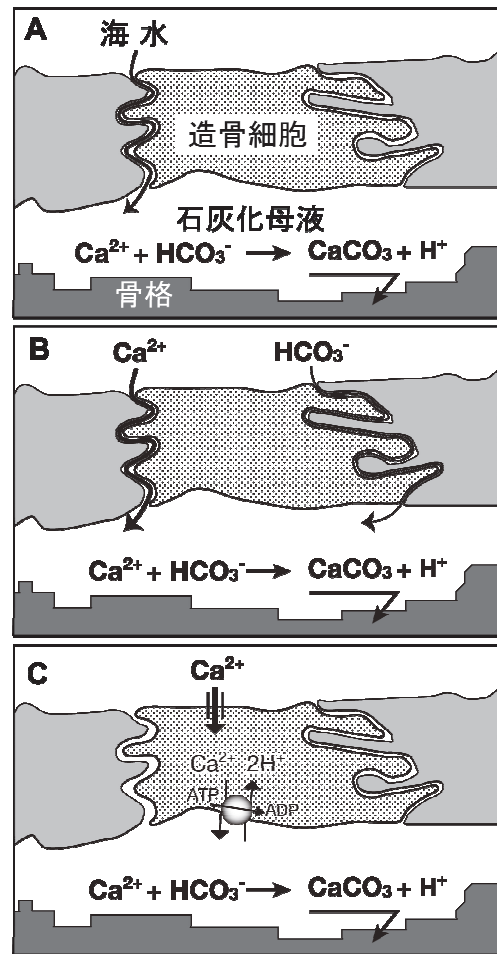 A
海水
造骨細胞
石灰化母液
Ca²⁺ + HCO₃⁻ → CaCO₃ + H⁺
骨格
B
Ca²⁺ HCO₃⁻
Ca²⁺ + HCO₃⁻ → CaCO₃ + H⁺
C
Ca²⁺
Ca²⁺ 2H⁺
ATP ADP
Ca²⁺ + HCO₃⁻ → CaCO₃ + H⁺